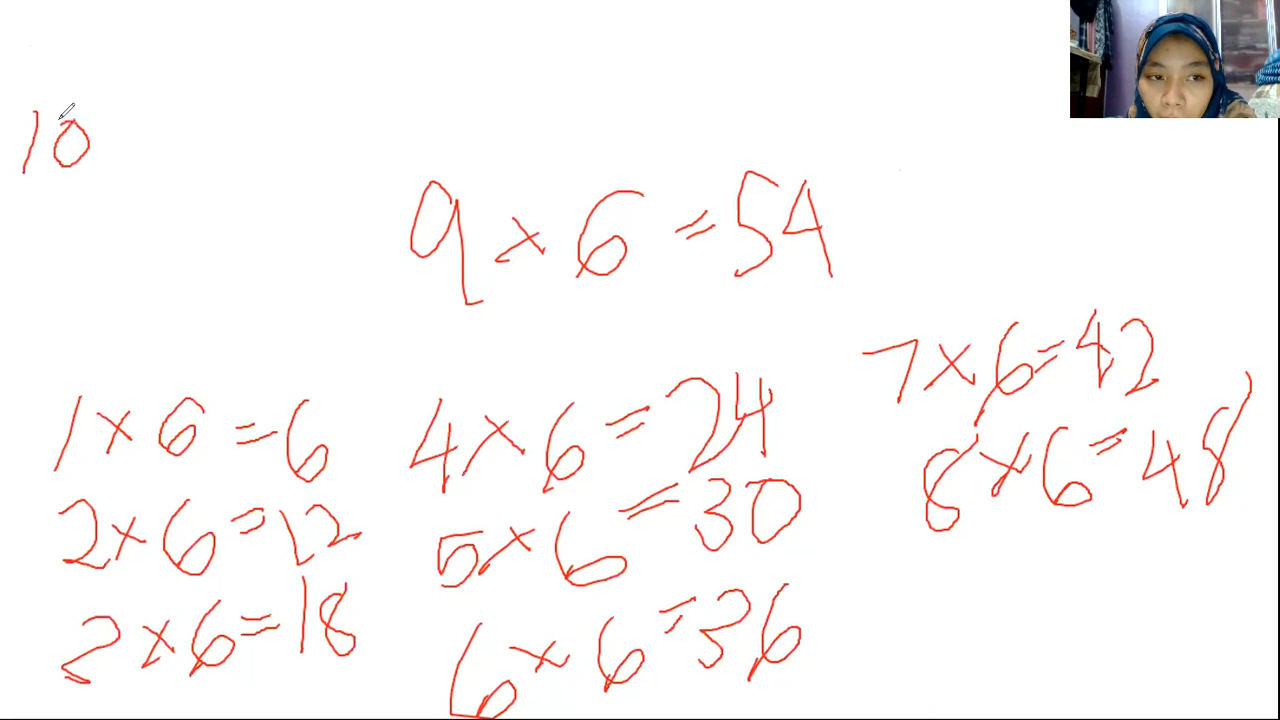 10
9 × 6 = 54
1 × 6 = 6
2 × 6 = 12
2 × 6 = 18
4 × 6 = 24
5 × 6 = 30
6 × 6 = 36
7 × 6 = 42
8 × 6 = 48